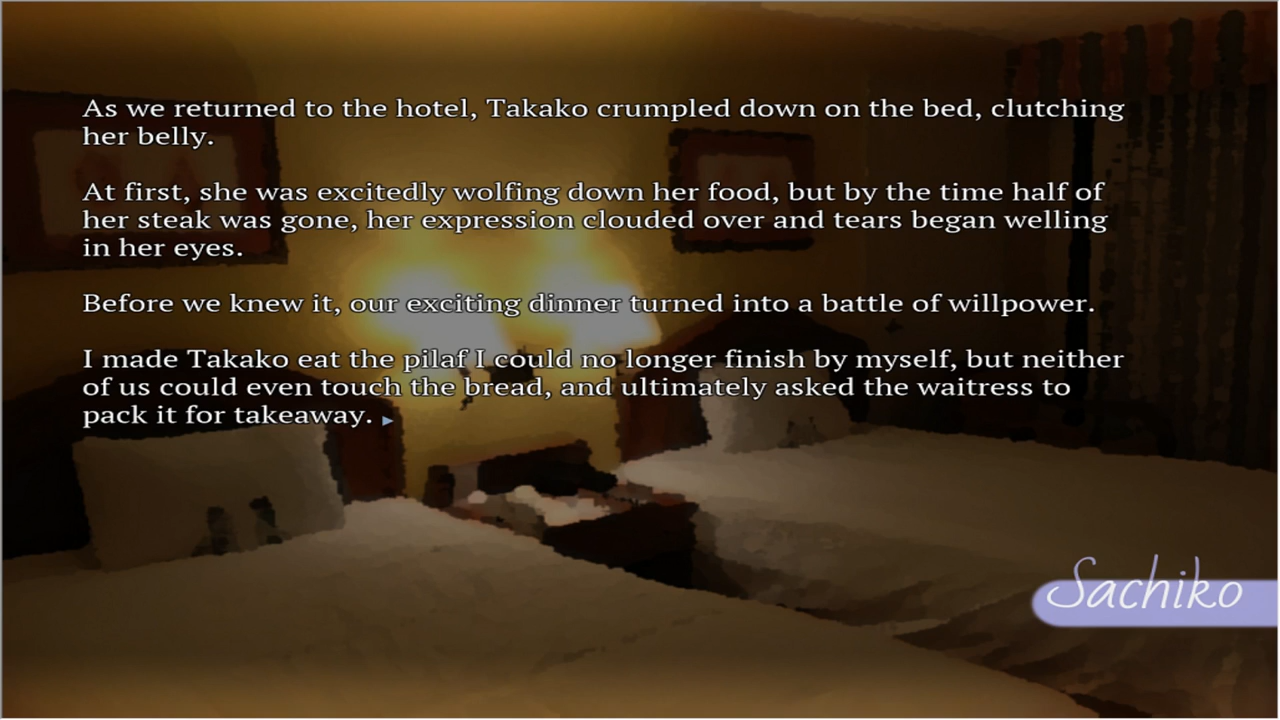 As we returned to the hotel, Takako crumpled down on the bed, clutching
her belly.
At first, she was excitedly wolfing down her food, but by the time half of
her steak was gone, her expression clouded over and tears began welling
in her eyes.
Before we knew it, our exciting dinner turned into a battle of willpower.
I made Takako eat the pilaf I could no longer finish by myself, but neither
of us could even touch the bread, and ultimately asked the waitress to
pack it for takeaway.
Sachiko